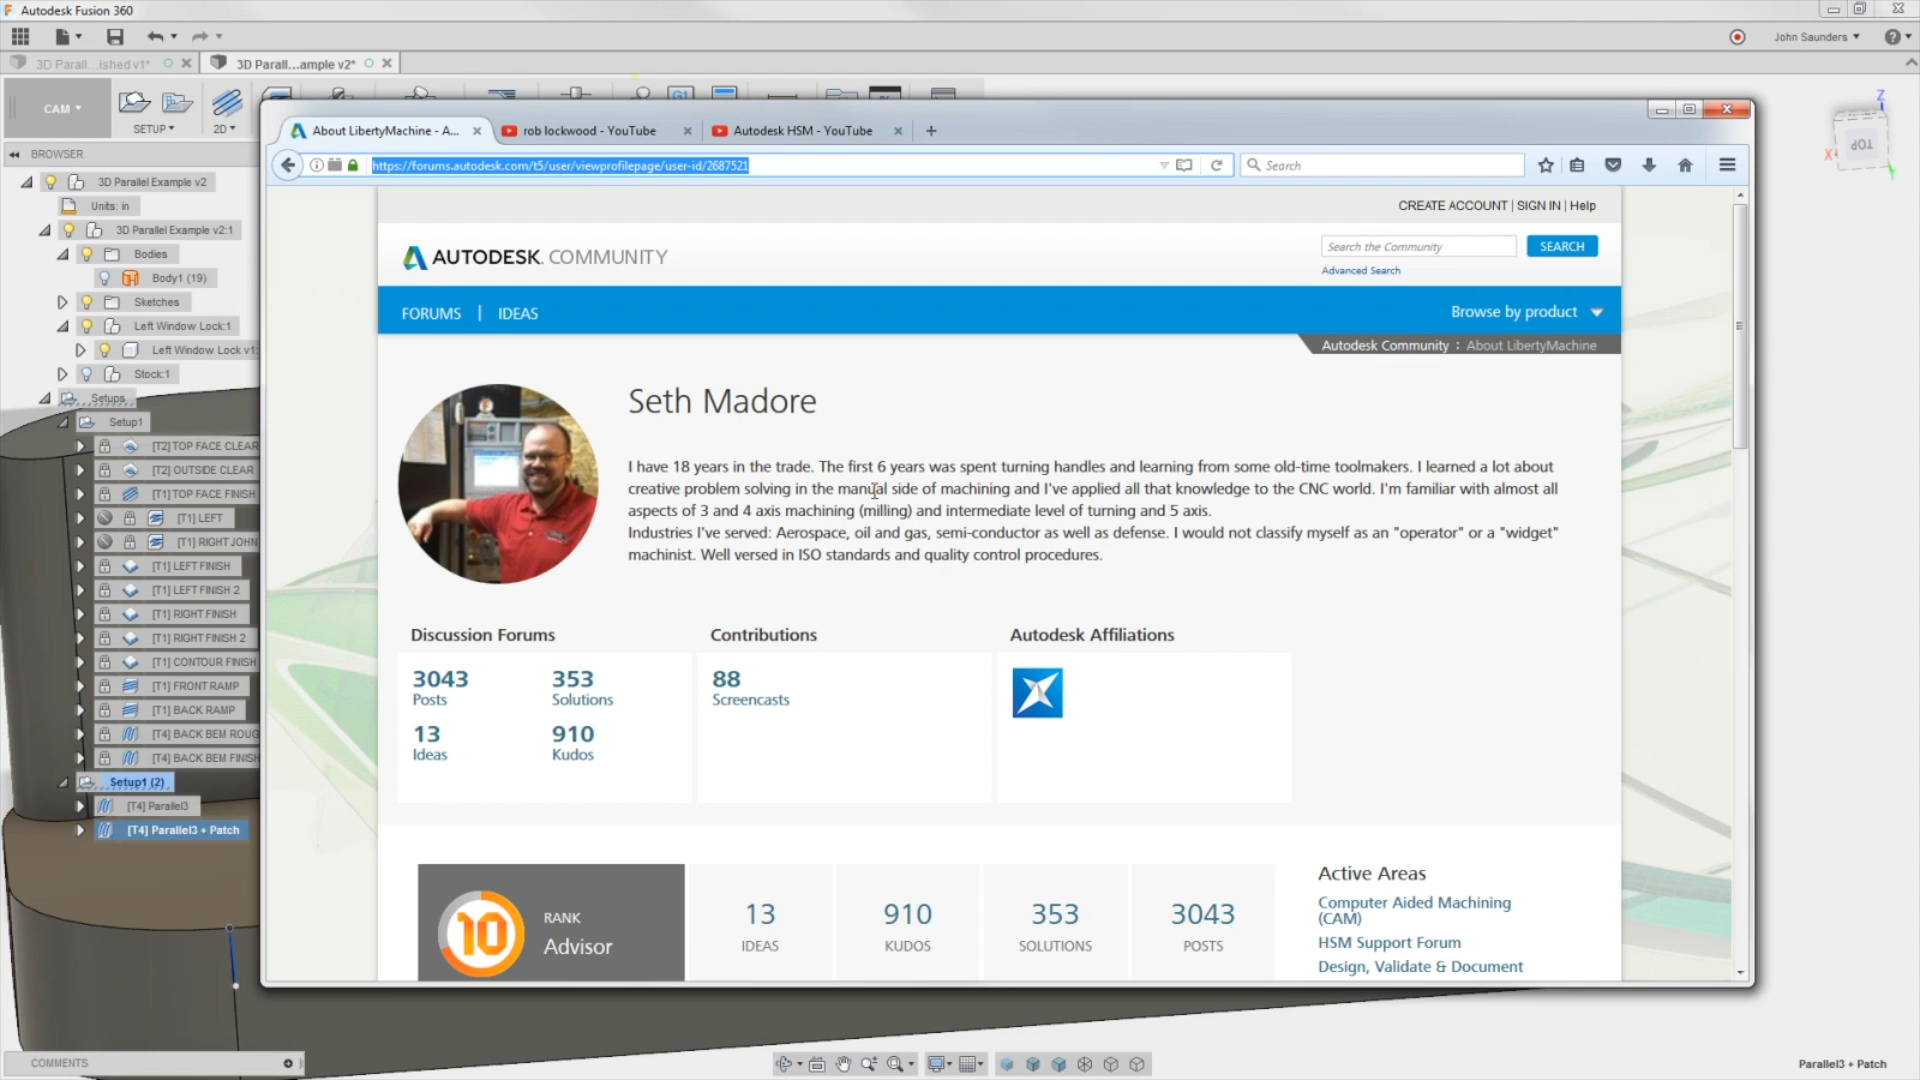 Autodesk Fusion 360
John Saunders
3D Parall...ished v1*
3D Parall...ample v2*
CAM
SETUP
2D
BROWSER
3D Parallel Example v2
Units: in
3D Parallel Example v2:1
Bodies
Body1 (19)
Sketches
Left Window Lock:1
Left Window Lock v1:
Stock:1
Setups
Setup1
[T2] TOP FACE CLEAR
[T2] OUTSIDE CLEAR
[T1] TOP FACE FINISH
[T1] LEFT
[T1] RIGHT JOHN
[T1] LEFT FINISH
[T1] LEFT FINISH 2
[T1] RIGHT FINISH
[T1] RIGHT FINISH 2
[T1] CONTOUR FINISH
[T1] FRONT RAMP
[T1] BACK RAMP
[T4] BACK BEM ROUG
[T4] BACK BEM FINISH
Setup1 (2)
[T4] Parallel3
[T4] Parallel3 + Patch
G1
TOP
Z
X
About LibertyMachine - A...
rob lockwood - YouTube
Autodesk HSM - YouTube
https://forums.autodesk.com/t5/user/viewprofilepage/user-id/2687521
Search
CREATE ACCOUNT | SIGN IN | Help
AUTODESK. COMMUNITY
Search the Community
SEARCH
Advanced Search
FORUMS | IDEAS
Browse by product
Autodesk Community : About LibertyMachine
Seth Madore
I have 18 years in the trade. The first 6 years was spent turning handles and learning from some old-time toolmakers. I learned a lot about
creative problem solving in the manual side of machining and I've applied all that knowledge to the CNC world. I'm familiar with almost all
aspects of 3 and 4 axis machining (milling) and intermediate level of turning and 5 axis.
Industries I've served: Aerospace, oil and gas, semi-conductor as well as defense. I would not classify myself as an "operator" or a "widget"
machinist. Well versed in ISO standards and quality control procedures.
Discussion Forums
3043
Posts
353
Solutions
13
Ideas
910
Kudos
Contributions
88
Screencasts
Autodesk Affiliations
10
RANK
Advisor
13
IDEAS
910
KUDOS
353
SOLUTIONS
3043
POSTS
Active Areas
Computer Aided Machining
(CAM)
HSM Support Forum
Design, Validate & Document
COMMENTS
Parallel3 + Patch